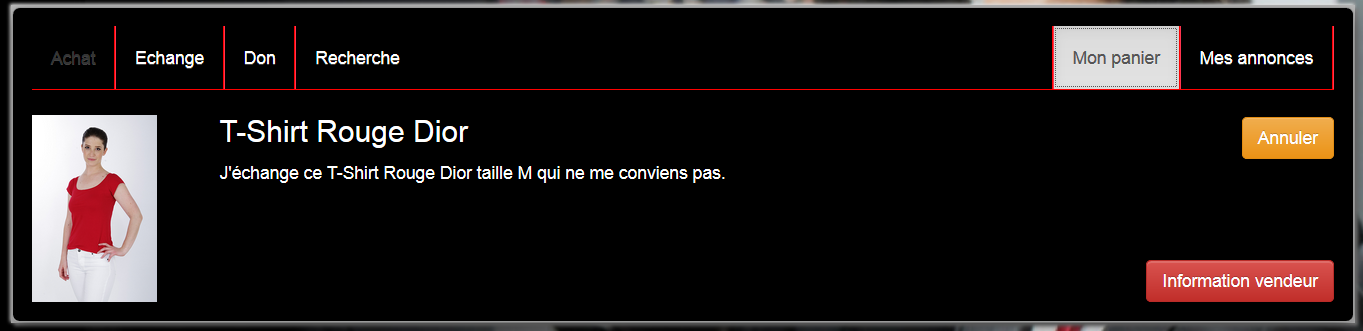 Achat
Echange
Don
Recherche
Mon panier
Mes annonces
T-Shirt Rouge Dior
Annuler
J'échange ce T-Shirt Rouge Dior taille M qui ne me conviens pas.
Information vendeur